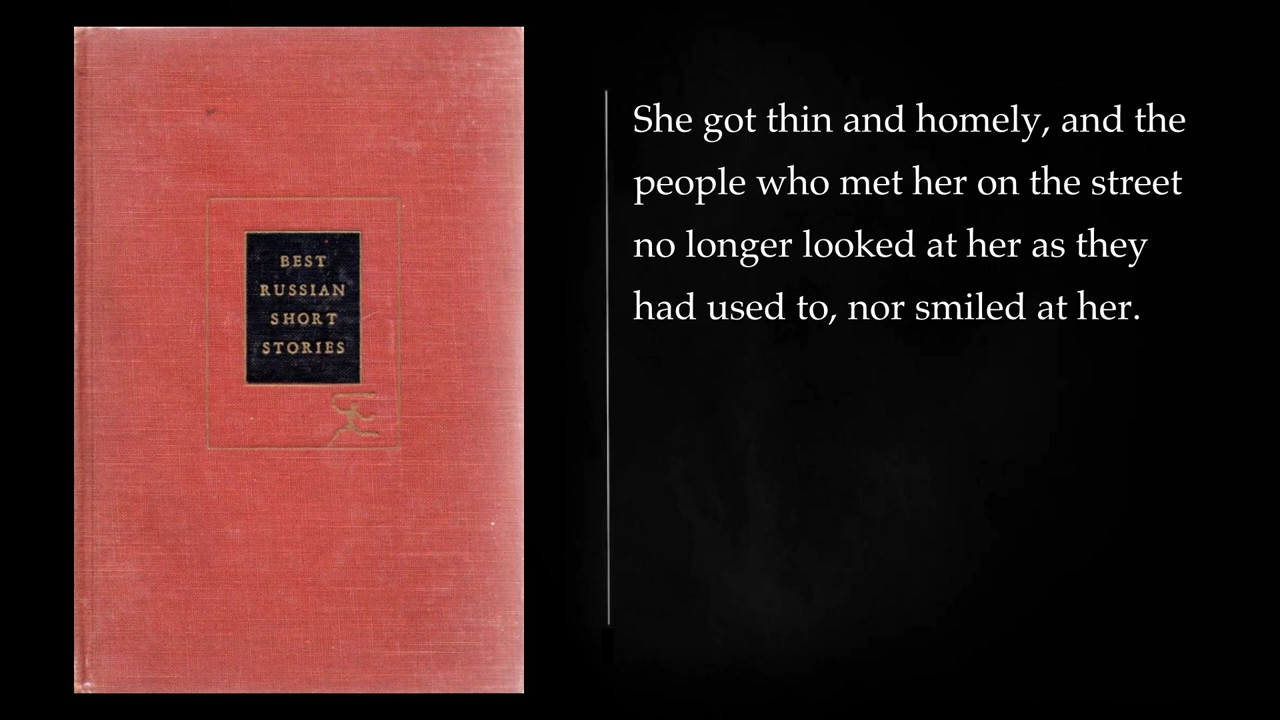 BEST
RUSSIAN
SHORT
STORIES
She got thin and homely, and the
people who met her on the street
no longer looked at her as they
had used to, nor smiled at her.